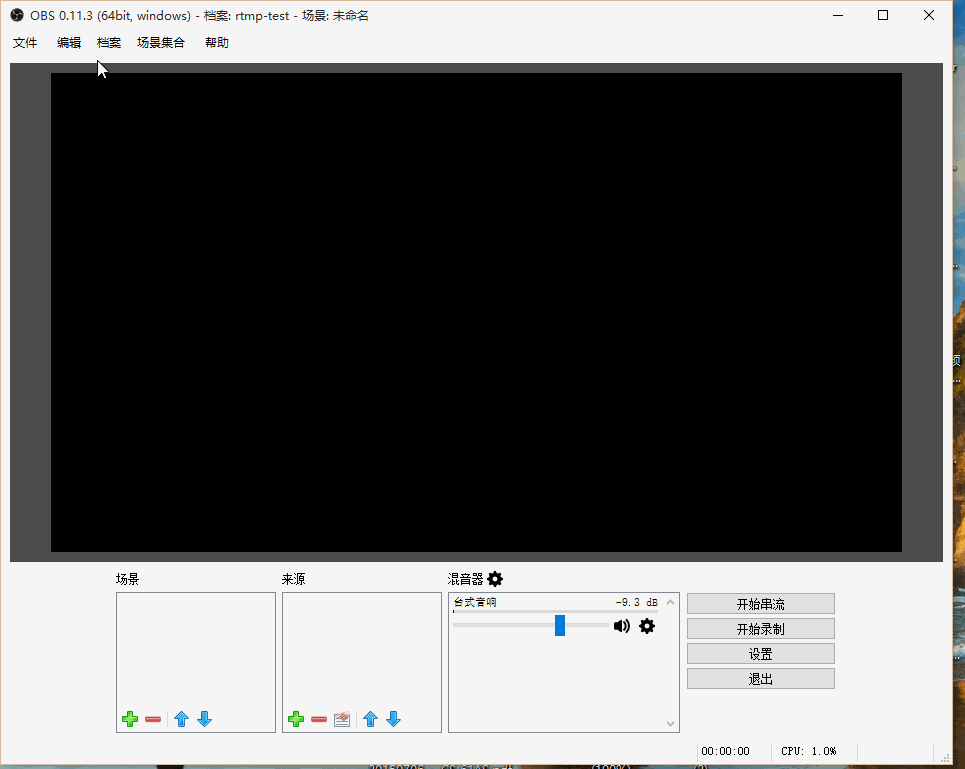 OBS 0.11.3 (64bit, windows) - 档案: rtmp-test - 场景: 未命名
文件 编辑 档案 场景集合 帮助
场景 来源 混音器
台式音响 -9.3 dB
开始串流
开始录制
设置
退出
00:00:00 CPU: 1.0%